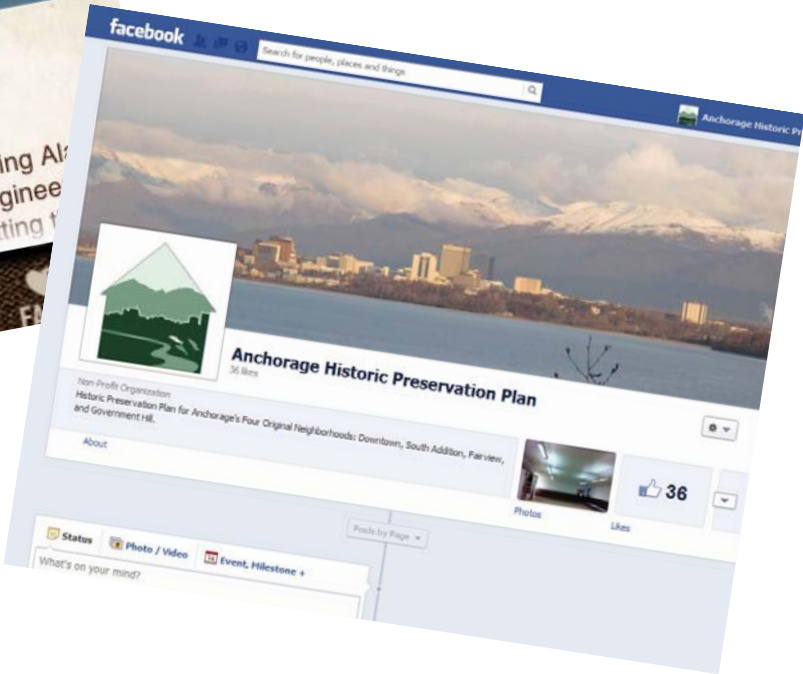 ing Al
ginee
tting
FA
facebook
Search for people, places and things
Anchorage Historic Pr
Anchorage Historic Preservation Plan
36 likes
Non-Profit Organization
Historic Preservation Plan for Anchorage's Four Original Neighborhoods: Downtown, South Addition, Fairview,
and Government Hill.
About
Photos
36
Likes
Posts by Page
Status
Photo / Video
Event, Milestone +
What's on your mind?